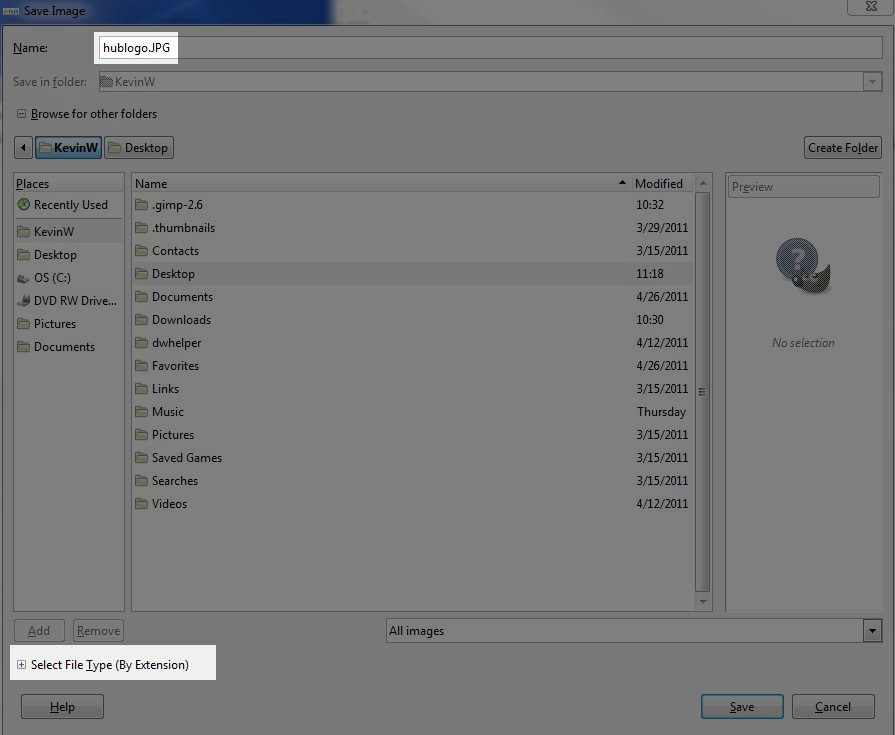 Save Image
Name: hublogo.JPG
Save in folder: KevinW
Browse for other folders
KevinW Desktop Create Folder
Places
Recently Used
KevinW
Desktop
OS (C:)
DVD RW Drive...
Pictures
Documents
Name Modified
.gimp-2.6 10:32
.thumbnails 3/29/2011
Contacts 3/15/2011
Desktop 11:18
Documents 4/26/2011
Downloads 10:30
dwhelper 4/12/2011
Favorites 4/26/2011
Links 3/15/2011
Music Thursday
Pictures 3/15/2011
Saved Games 3/15/2011
Searches 3/15/2011
Videos 4/12/2011
Preview
No selection
Add Remove All images
Select File Type (By Extension)
Help Save Cancel